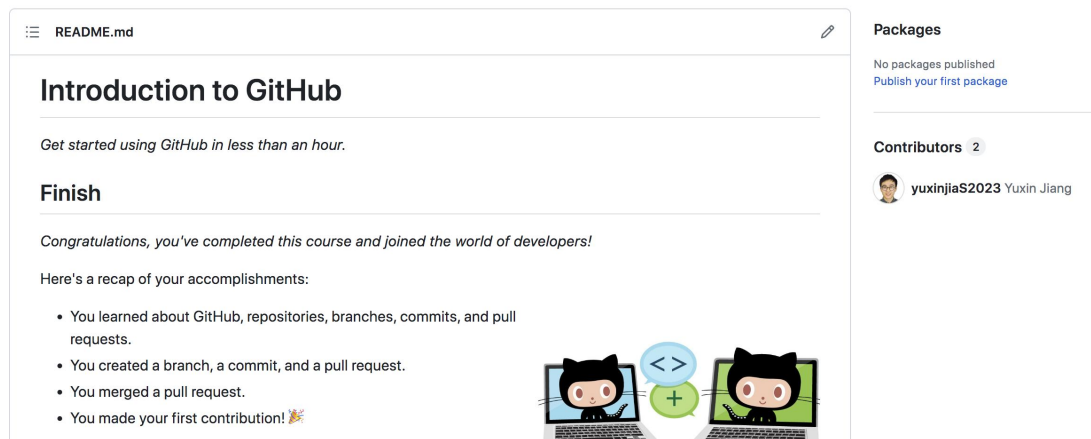 README.md
Introduction to GitHub
Get started using GitHub in less than an hour.
Finish
Congratulations, you've completed this course and joined the world of developers!
Here's a recap of your accomplishments:
• You learned about GitHub, repositories, branches, commits, and pull
requests.
• You created a branch, a commit, and a pull request.
• You merged a pull request.
• You made your first contribution! 🎉
<>
+
Packages
No packages published
Publish your first package
Contributors 2
yuxinjiaS2023 Yuxin Jiang